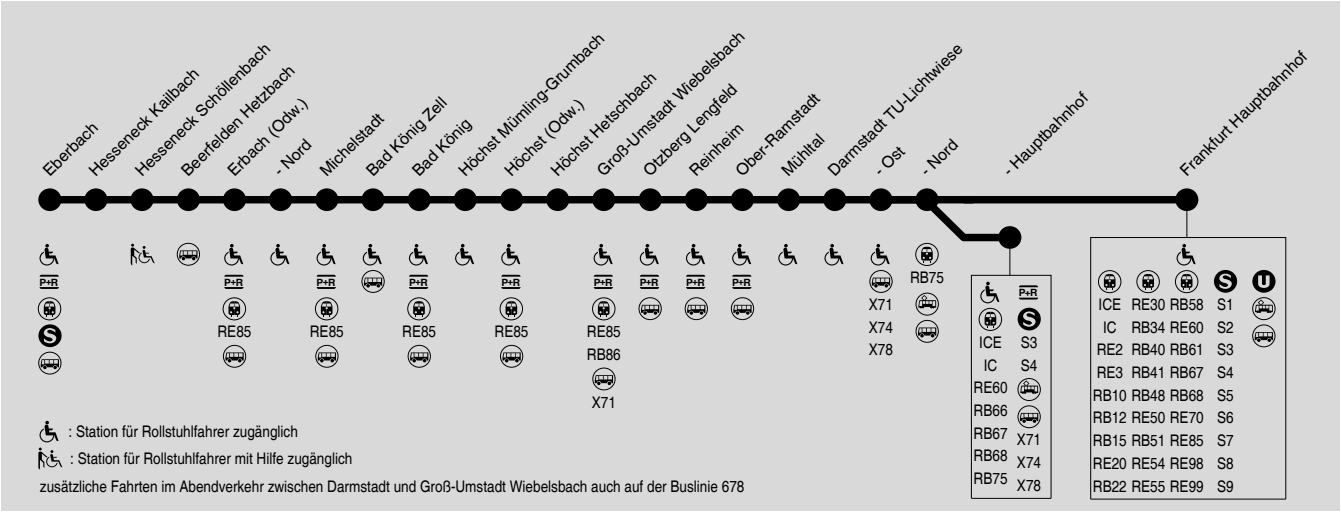 Eberbach
Hesseneck Kailbach
Hesseneck Schöllenbach
Beerfelden Hetzbach
Erbach (Odw.)
- Nord
Michelstadt
Bad König Zell
Bad König
Höchst Mümling-Grumbach
Höchst (Odw.)
Höchst Hetschbach
Groß-Umstadt Wiebelsbach
Otzberg Lengfeld
Reinheim
Ober-Ramstadt
Mühltal
Darmstadt TU-Lichtwiese
- Ost
- Nord
- Hauptbahnhof
Frankfurt Hauptbahnhof
P+R
S
P+R
RE85
P+R
RE85
P+R
RE85
P+R
RE85
P+R
RE85
RB86
X71
P+R
P+R
P+R
X71
X74
X78
RB75
P+R
S
ICE S3
IC S4
RE60
RB66
RB67 X71
RB68 X74
RB75 X78
S U
ICE RE30 RB58 S1
IC RB34 RE60 S2
RE2 RB40 RB61 S3
RE3 RB41 RB67 S4
RB10 RB48 RB68 S5
RB12 RE50 RE70 S6
RB15 RB51 RE85 S7
RE20 RE54 RE98 S8
RB22 RE55 RE99 S9
: Station für Rollstuhlfahrer zugänglich
: Station für Rollstuhlfahrer mit Hilfe zugänglich
zusätzliche Fahrten im Abendverkehr zwischen Darmstadt und Groß-Umstadt Wiebelsbach auch auf der Buslinie 678